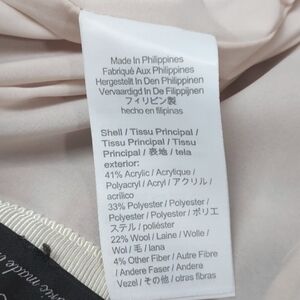 Made In Philippines
Fabriqué Aux Philippines
Hergestellt In Den Philippinen
Vervaardigd In De Filippijnen
フィリピン製
hecho en filipinas
Shell / Tissu Principal /
Tissu Principal / Tissu
Principal / 表地 / tela
exterior:
41% Acrylic / Acrylique /
Polyacryl / Acryl / アクリル /
acrílico
33% Polyester / Polyester /
Polyester / Polyester / ポリエ
ステル / poliéster
22% Wool / Laine / Wolle /
Wol / 毛 / lana
4% Other Fiber / Autre Fibre
/ Andere Faser / Andere
Vezel / その他 / otras fibras
made